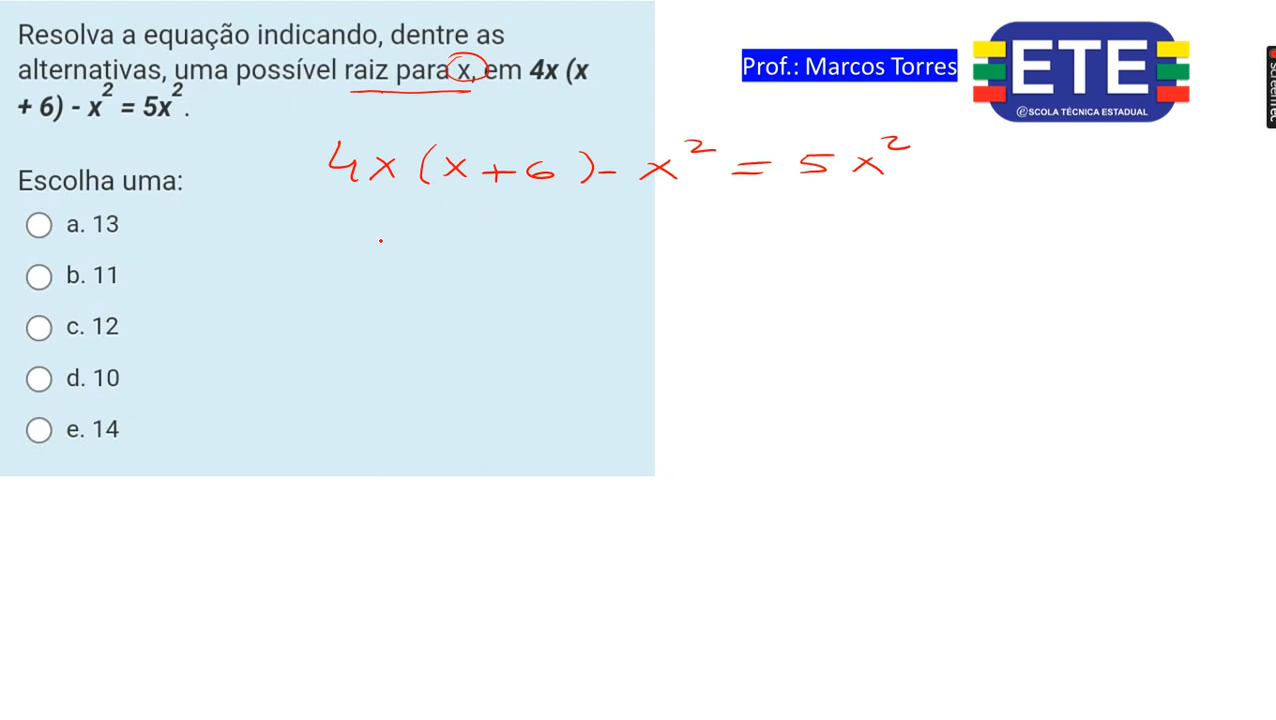 Resolva a equação indicando, dentre as
alternativas, uma possível raiz para x, em 4x (x
+ 6) - x² = 5x².
Prof.: Marcos Torres
ETE
ESCOLA TÉCNICA ESTADUAL
4x (x + 6) - x² = 5x²
Escolha uma:
a. 13
b. 11
c. 12
d. 10
e. 14